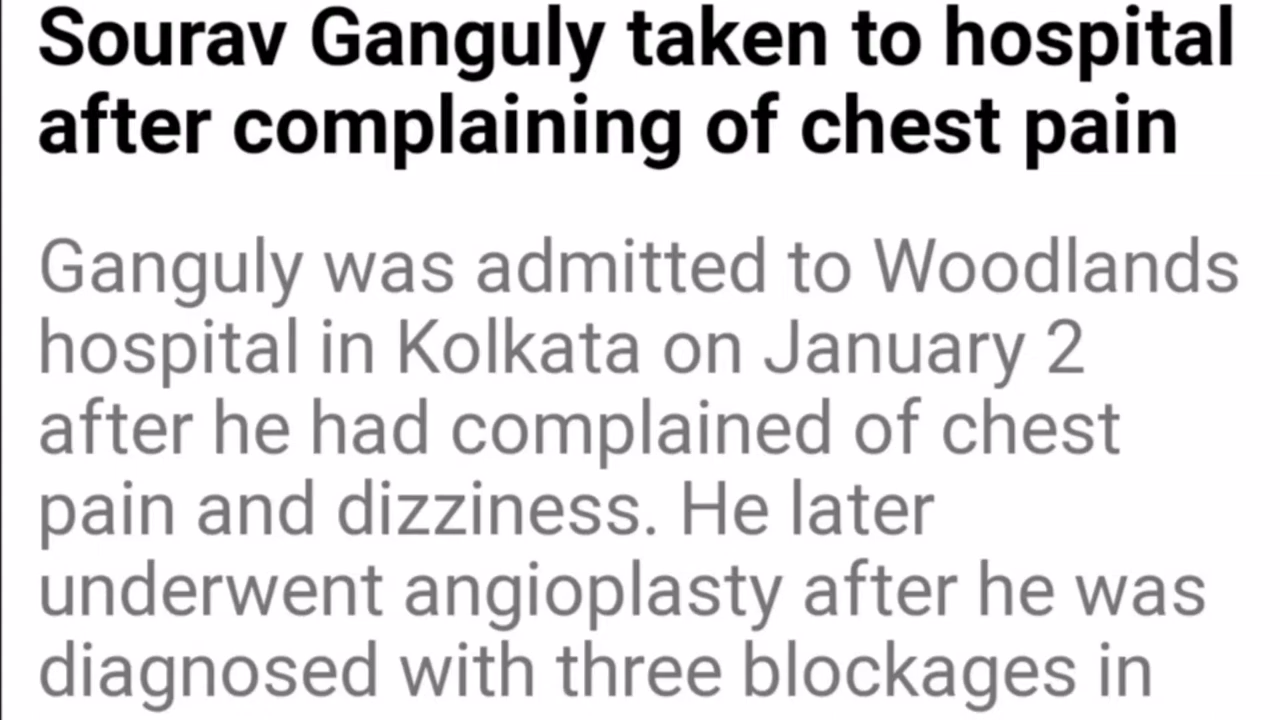 Sourav Ganguly taken to hospital
after complaining of chest pain
Ganguly was admitted to Woodlands
hospital in Kolkata on January 2
after he had complained of chest
pain and dizziness. He later
underwent angioplasty after he was
diagnosed with three blockages in